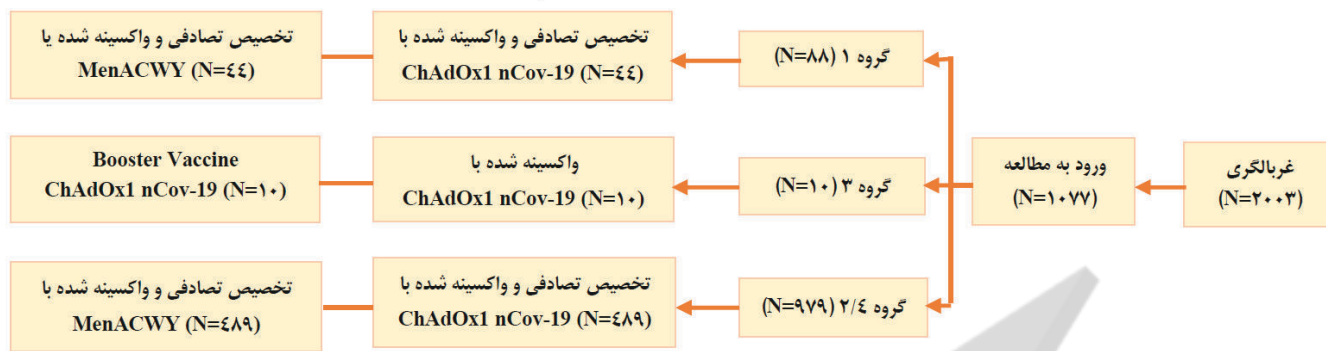 غربالگری
(N=٢٠٠٣)
ورود به مطالعه
(N=١٠٧٧)
گروه ١ (N=٨٨)
تخصیص تصادفی و واکسینه شده با
ChAdOx1 nCov-19 (N=٤٤)
تخصیص تصادفی و واکسینه شده یا
MenACWY (N=٤٤)
گروه ٣ (N=١٠)
واکسینه شده با
ChAdOx1 nCov-19 (N=١٠)
Booster Vaccine
ChAdOx1 nCov-19 (N=١٠)
گروه ٢/٤ (N=٩٧٩)
تخصیص تصادفی و واکسینه شده با
ChAdOx1 nCov-19 (N=٤٨٩)
تخصیص تصادفی و واکسینه شده با
MenACWY (N=٤٨٩)